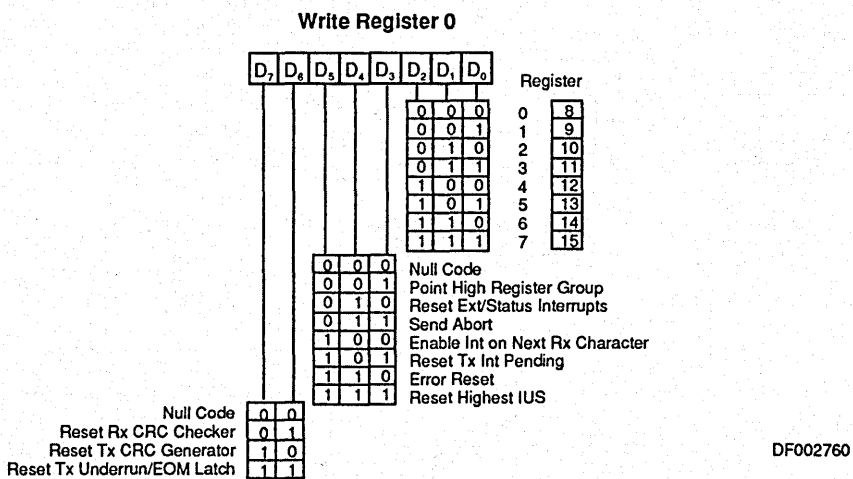 Write Register 0
D7 D6 D5 D4 D3 D2 D1 D0
Register
0 0 0 0 8
0 0 1 1 9
0 1 0 2 10
0 1 1 3 11
1 0 0 4 12
1 0 1 5 13
1 1 0 6 14
1 1 1 7 15
0 0 0 Null Code
0 0 1 Point High Register Group
0 1 0 Reset Ext/Status Interrupts
0 1 1 Send Abort
1 0 0 Enable Int on Next Rx Character
1 0 1 Reset Tx Int Pending
1 1 0 Error Reset
1 1 1 Reset Highest IUS
Null Code 0 0
Reset Rx CRC Checker 0 1
Reset Tx CRC Generator 1 0
Reset Tx Underrun/EOM Latch 1 1
DF002760